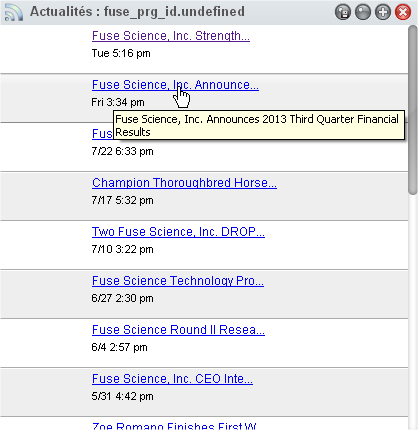 Actualités : fuse_prg_id.undefined
Fuse Science, Inc. Strength...
Tue 5:16 pm
Fuse Science, Inc. Announce...
Fri 3:34 pm
Fuse Science, Inc. Announces 2013 Third Quarter Financial
Results
Fus
7/22 6:33 pm
Champion Thoroughbred Horse...
7/17 5:32 pm
Two Fuse Science, Inc. DROP...
7/10 3:22 pm
Fuse Science Technology Pro...
6/27 2:30 pm
Fuse Science Round II Resea...
6/4 2:57 pm
Fuse Science, Inc. CEO Inte...
5/31 4:42 pm
Zoe Romano Finishes First W...